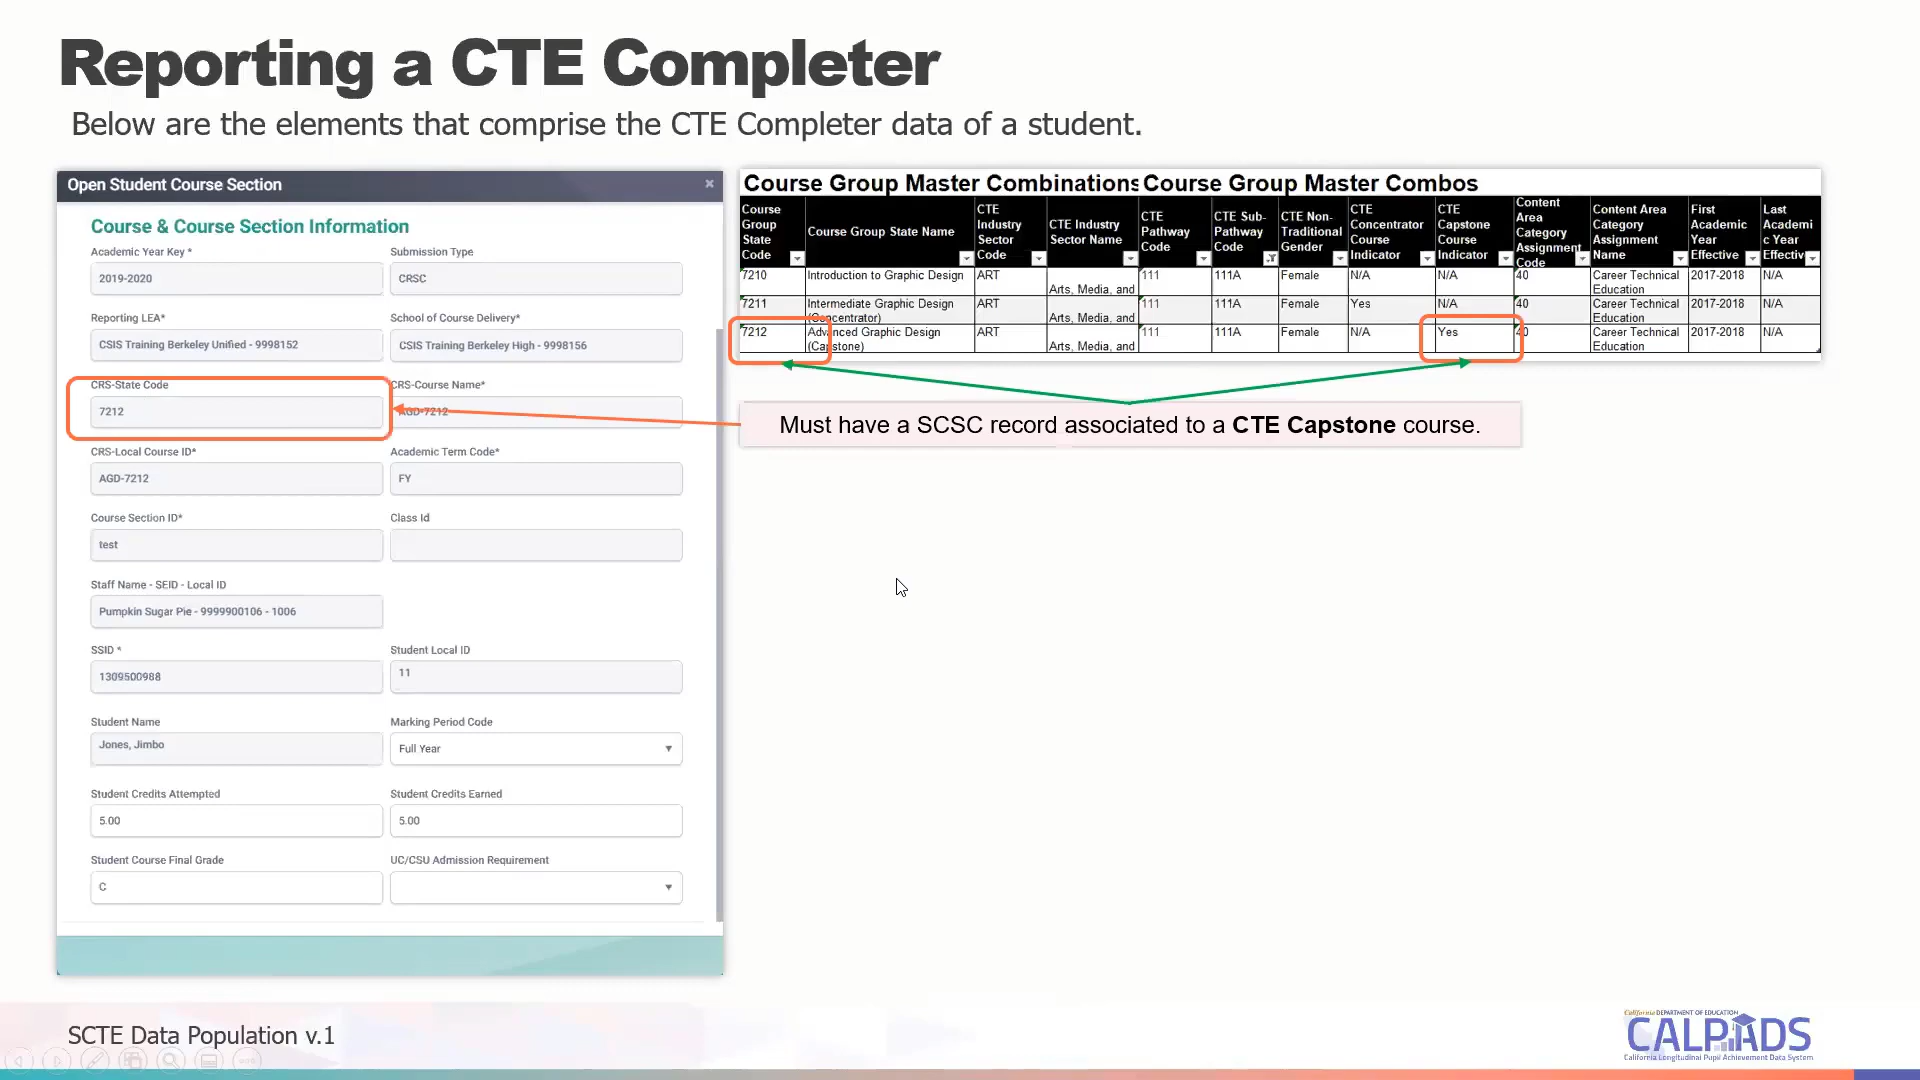 Reporting a CTE Completer
Below are the elements that comprise the CTE Completer data of a student.
Open Student Course Section
Course & Course Section Information
Academic Year Key * Submission Type
2019-2020 CRSC
Reporting LEA* School of Course Delivery*
CSIS Training Berkeley Unified - 9998152 CSIS Training Berkeley High - 9998156
CRS-State Code CRS-Course Name*
7212 AGD-7212
CRS-Local Course ID* Academic Term Code*
AGD-7212 FY
Course Section ID* Class Id
test
Staff Name - SEID - Local ID
Pumpkin Sugar Pie - 9999900106 - 1006
SSID * Student Local ID
1309500988 11
Student Name Marking Period Code
Jones, Jimbo Full Year
Student Credits Attempted Student Credits Earned
5.00 5.00
Student Course Final Grade UC/CSU Admission Requirement
C
Course Group Master Combinations Course Group Master Combos
Course Group State Code
Course Group State Name
CTE Industry Sector Code
CTE Industry Sector Name
CTE Pathway Code
CTE Sub-Pathway Code
CTE Non-Traditional Gender
CTE Concentrator Course Indicator
CTE Capstone Course Indicator
Content Area Category Assignment Code
Content Area Category Assignment Name
First Academic Year Effective
Last Academi c Year Effectiv
7210 Introduction to Graphic Design ART Arts, Media, and 111 111A Female N/A N/A 40 Career Technical Education 2017-2018 N/A
7211 Intermediate Graphic Design (Concentrator) ART Arts, Media, and 111 111A Female Yes N/A 40 Career Technical Education 2017-2018 N/A
7212 Advanced Graphic Design (Capstone) ART Arts, Media, and 111 111A Female N/A Yes 40 Career Technical Education 2017-2018 N/A
Must have a SCSC record associated to a CTE Capstone course.
SCTE Data Population v.1
California DEPARTMENT OF EDUCATION
CALPADS
California Longitudinal Pupil Achievement Data System